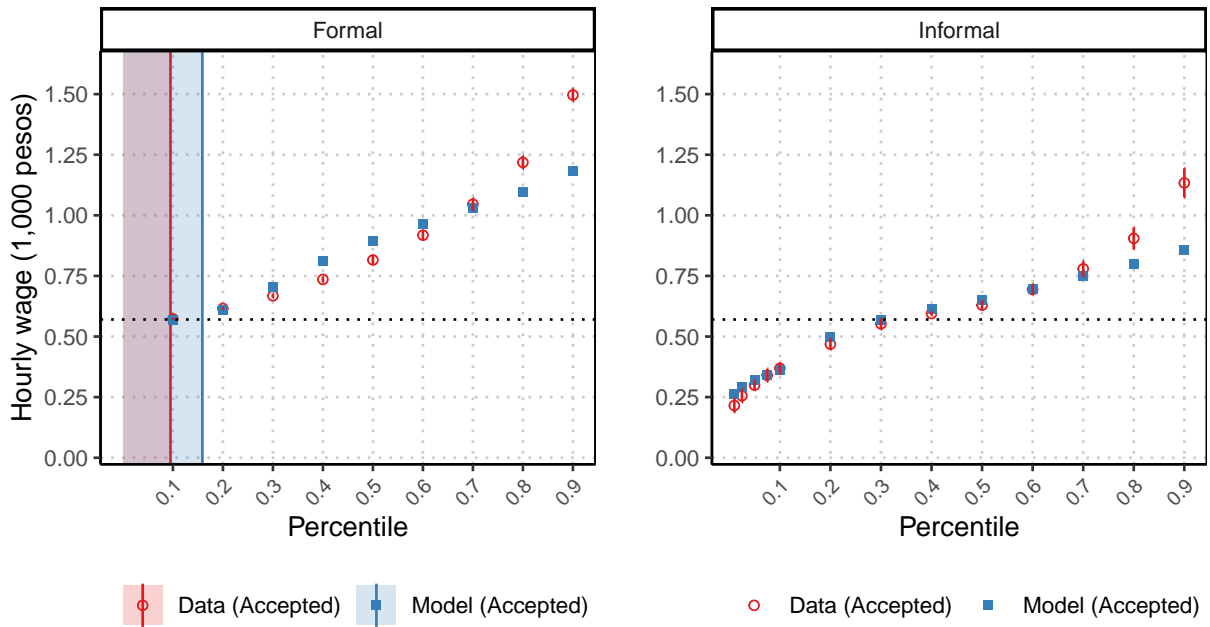 Formal
Informal
Hourly wage (1,000 pesos)
1.50
1.25
1.00
0.75
0.50
0.25
0.00
0.1 0.2 0.3 0.4 0.5 0.6 0.7 0.8 0.9
Percentile
1.50
1.25
1.00
0.75
0.50
0.25
0.00
0.1 0.2 0.3 0.4 0.5 0.6 0.7 0.8 0.9
Percentile
Data (Accepted) Model (Accepted)
Data (Accepted) Model (Accepted)